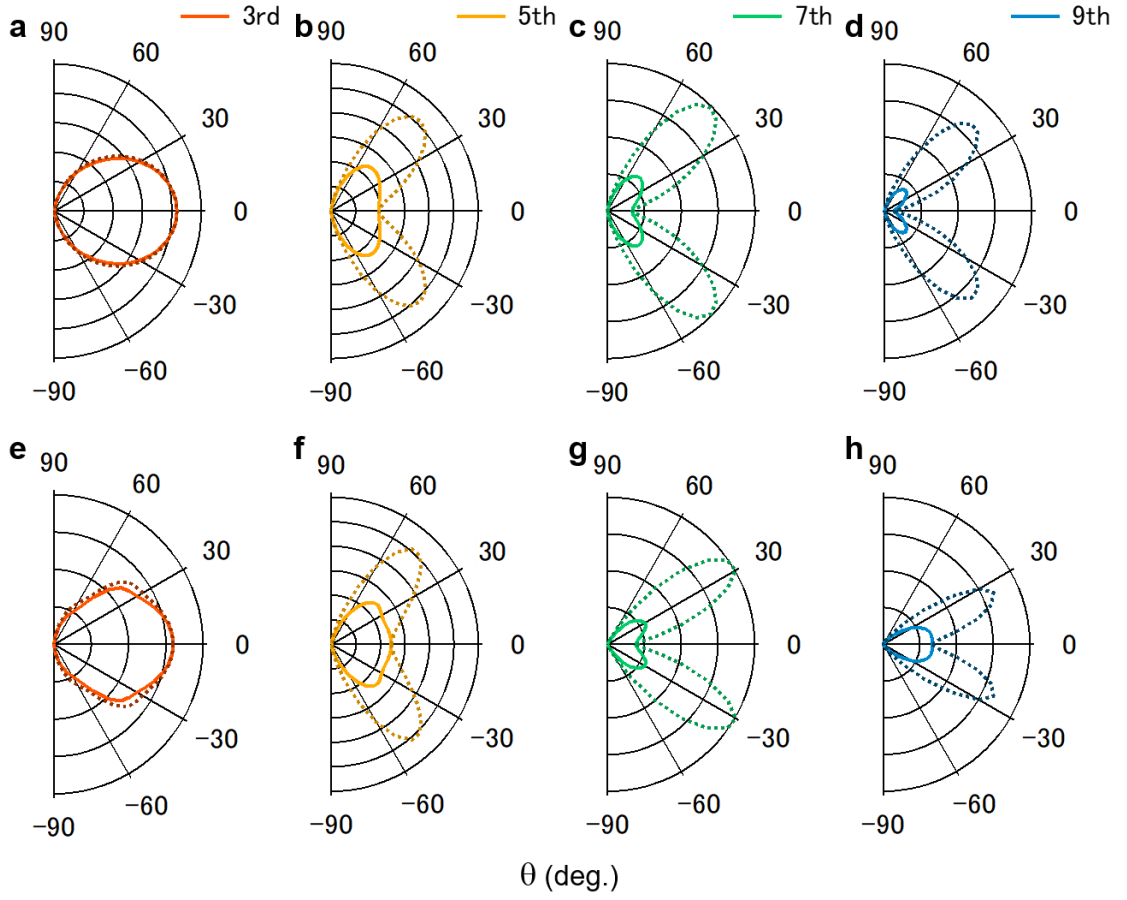 a 90 60 30 0 −30 −60 −90 3rd
b 90 60 30 0 −30 −60 −90 5th
c 90 60 30 0 −30 −60 −90 7th
d 90 60 30 0 −30 −60 −90 9th
e 90 60 30 0 −30 −60 −90
f 90 60 30 0 −30 −60 −90
g 90 60 30 0 −30 −60 −90
h 90 60 30 0 −30 −60 −90
θ (deg.)